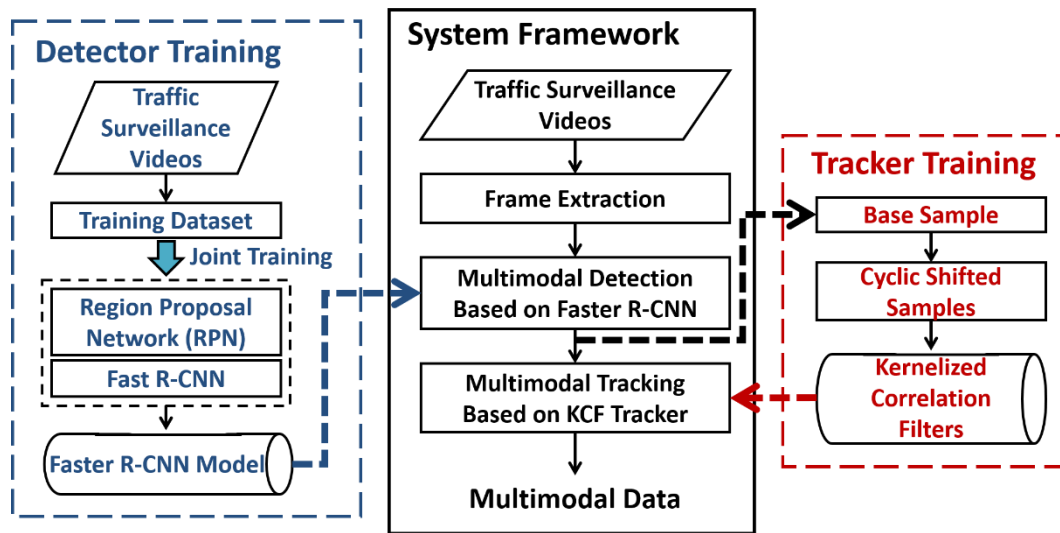 Detector Training
Traffic
Surveillance
Videos
Training Dataset
Joint Training
Region Proposal
Network (RPN)
Fast R-CNN
Faster R-CNN Model
System Framework
Traffic Surveillance
Videos
Frame Extraction
Multimodal Detection
Based on Faster R-CNN
Multimodal Tracking
Based on KCF Tracker
Multimodal Data
Tracker Training
Base Sample
Cyclic Shifted
Samples
Kernelized
Correlation
Filters